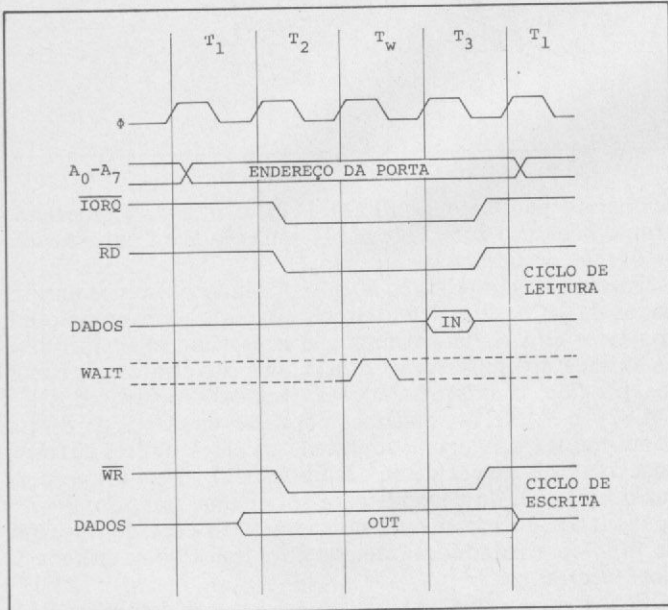 T1 T2 Tw T3 T1
Φ
A0-A7 ENDEREÇO DA PORTA
IORQ
RD
CICLO DE
LEITURA
DADOS IN
WAIT
WR
CICLO DE
ESCRITA
DADOS OUT